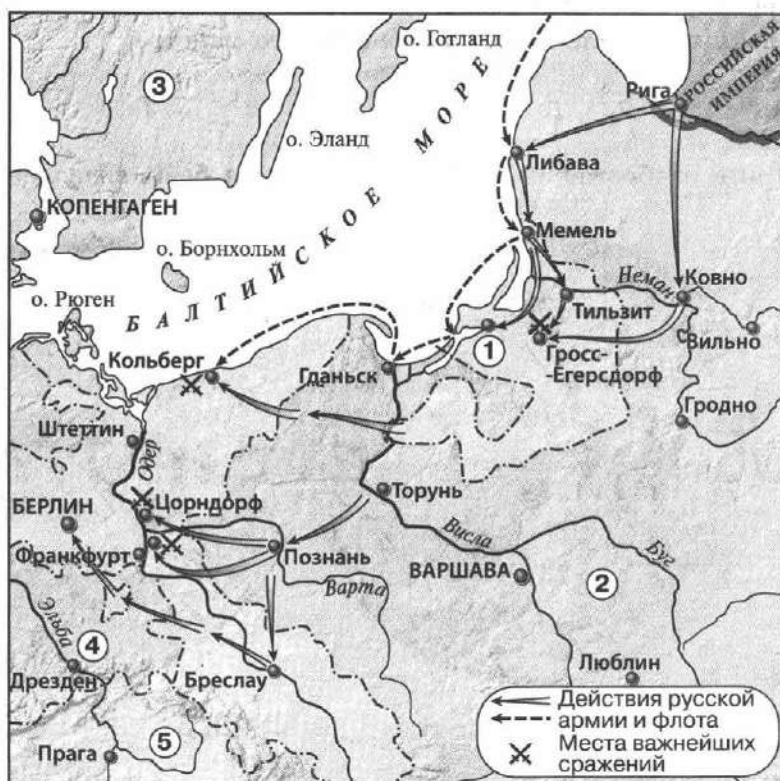 о. Готланд
РОССИЙСКАЯ
ИМПЕРИЯ
3
Рига
о. Эланд
БАЛТИЙСКОЕ МОРЕ
Либава
КОПЕНГАГЕН
Мемель
о. Борнхольм
Неман
Ковно
о. Рюген
Тильзит
Вильно
Кольберг
1
Гросс-
-Егерсдорф
Гданьск
Гродно
Штеттин
Одер
БЕРЛИН
Цорндорф
Торунь
Висла
Буг
Франкфурт
Познань
ВАРШАВА
Варта
2
Эльба
4
Дрезден
Бреслау
Люблин
5
Прага
Действия русской
армии и флота
Места важнейших
сражений